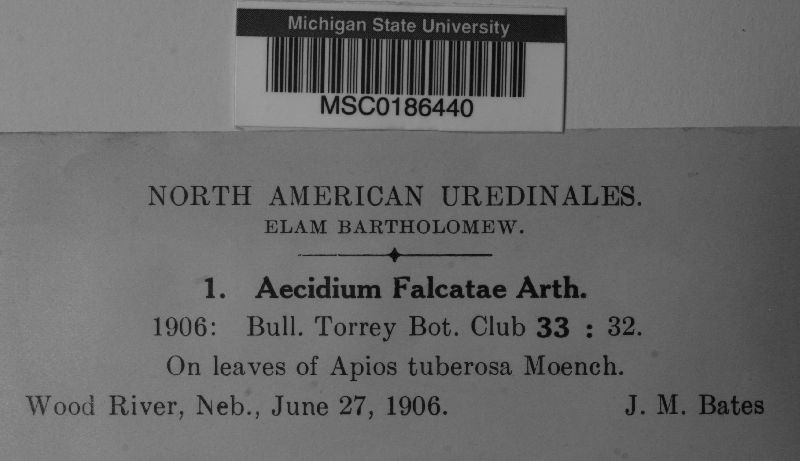 Michigan State University
MSC0186440
NORTH AMERICAN UREDINALES.
ELAM BARTHOLOMEW.
1. Aecidium Falcatae Arth.
1906: Bull. Torrey Bot. Club 33 : 32.
On leaves of Apios tuberosa Moench.
Wood River, Neb., June 27, 1906. J. M. Bates